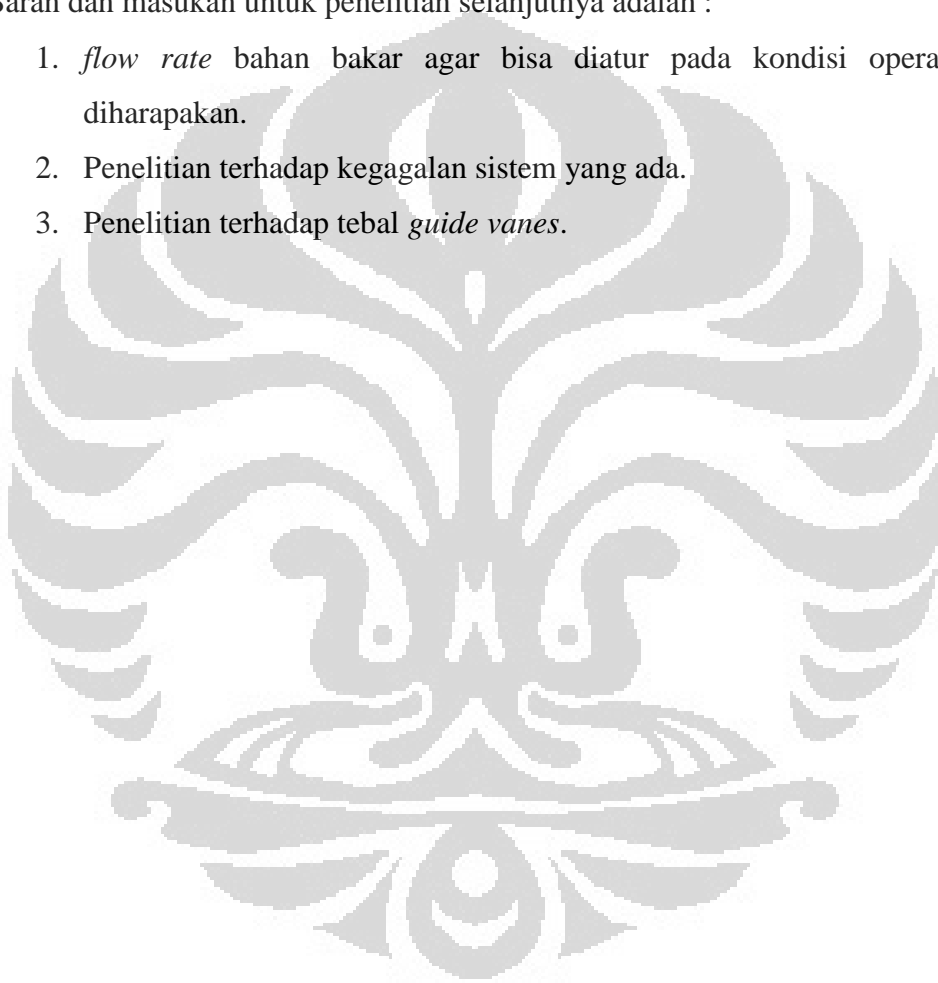 Saran dan masukan untuk penelitian selanjutnya adalah :
1. flow rate bahan bakar agar bisa diatur pada kondisi opera
diharapakan.
2. Penelitian terhadap kegagalan sistem yang ada.
3. Penelitian terhadap tebal guide vanes.